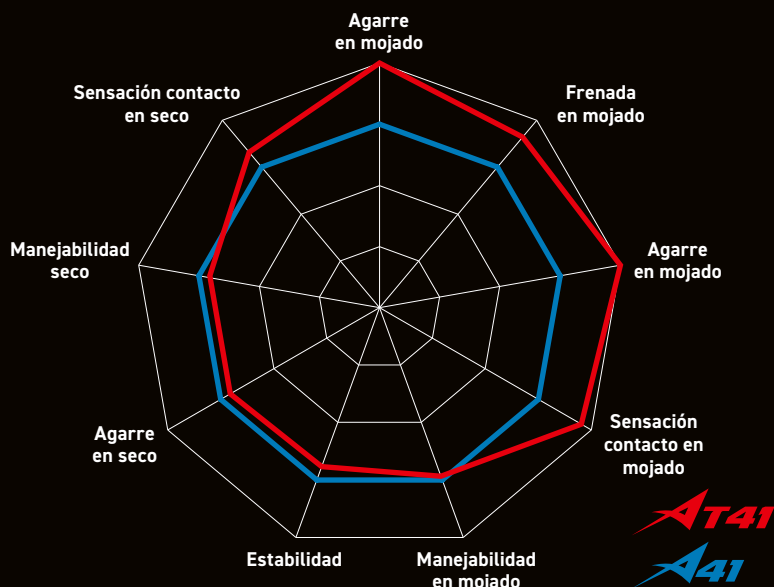 Agarre
en mojado
Frenada
en mojado
Agarre
en mojado
Sensación
contacto en
mojado
Manejabilidad
en mojado
Estabilidad
Agarre
en seco
Manejabilidad
seco
Sensación contacto
en seco
AT41
A41